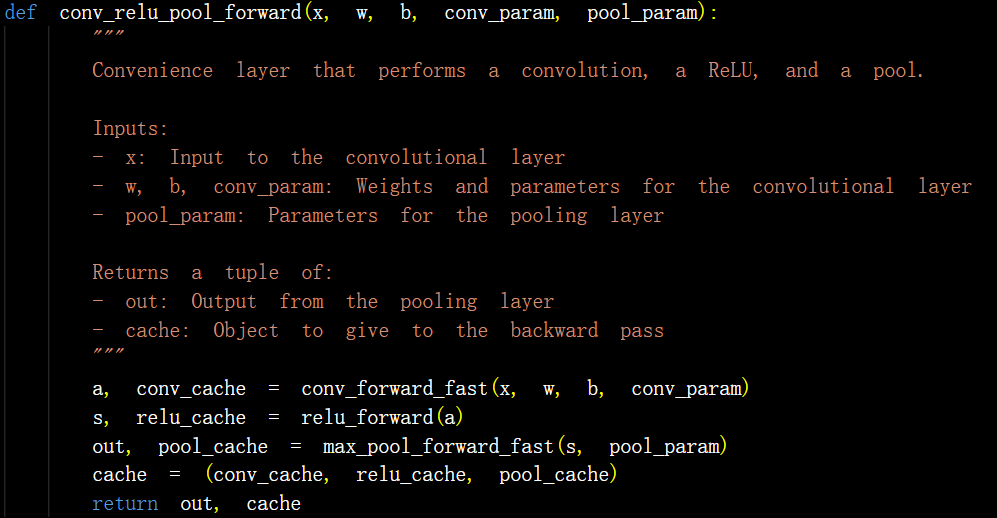 def conv_relu_pool_forward(x, w, b, conv_param, pool_param):
"""
Convenience layer that performs a convolution, a ReLU, and a pool.
Inputs:
- x: Input to the convolutional layer
- w, b, conv_param: Weights and parameters for the convolutional layer
- pool_param: Parameters for the pooling layer
Returns a tuple of:
- out: Output from the pooling layer
- cache: Object to give to the backward pass
"""
a, conv_cache = conv_forward_fast(x, w, b, conv_param)
s, relu_cache = relu_forward(a)
out, pool_cache = max_pool_forward_fast(s, pool_param)
cache = (conv_cache, relu_cache, pool_cache)
return out, cache